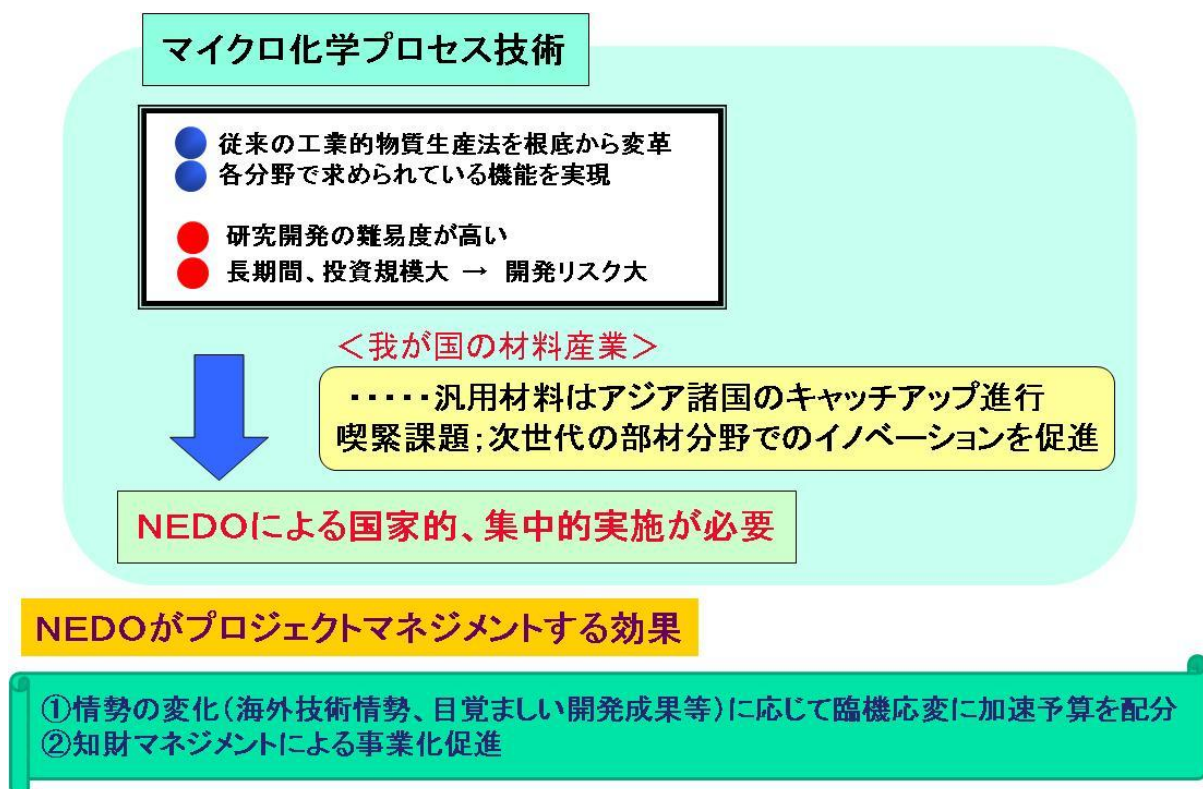 マイクロ化学プロセス技術
従来の工業的物質生産法を根底から変革
各分野で求められている機能を実現
研究開発の難易度が高い
長期間、投資規模大 → 開発リスク大
＜我が国の材料産業＞
・・・・・汎用材料はアジア諸国のキャッチアップ進行
喫緊課題；次世代の部材分野でのイノベーションを促進
NEDOによる国家的、集中的実施が必要
NEDOがプロジェクトマネジメントする効果
①情勢の変化（海外技術情勢、目覚ましい開発成果等）に応じて臨機応変に加速予算を配分
②知財マネジメントによる事業化促進